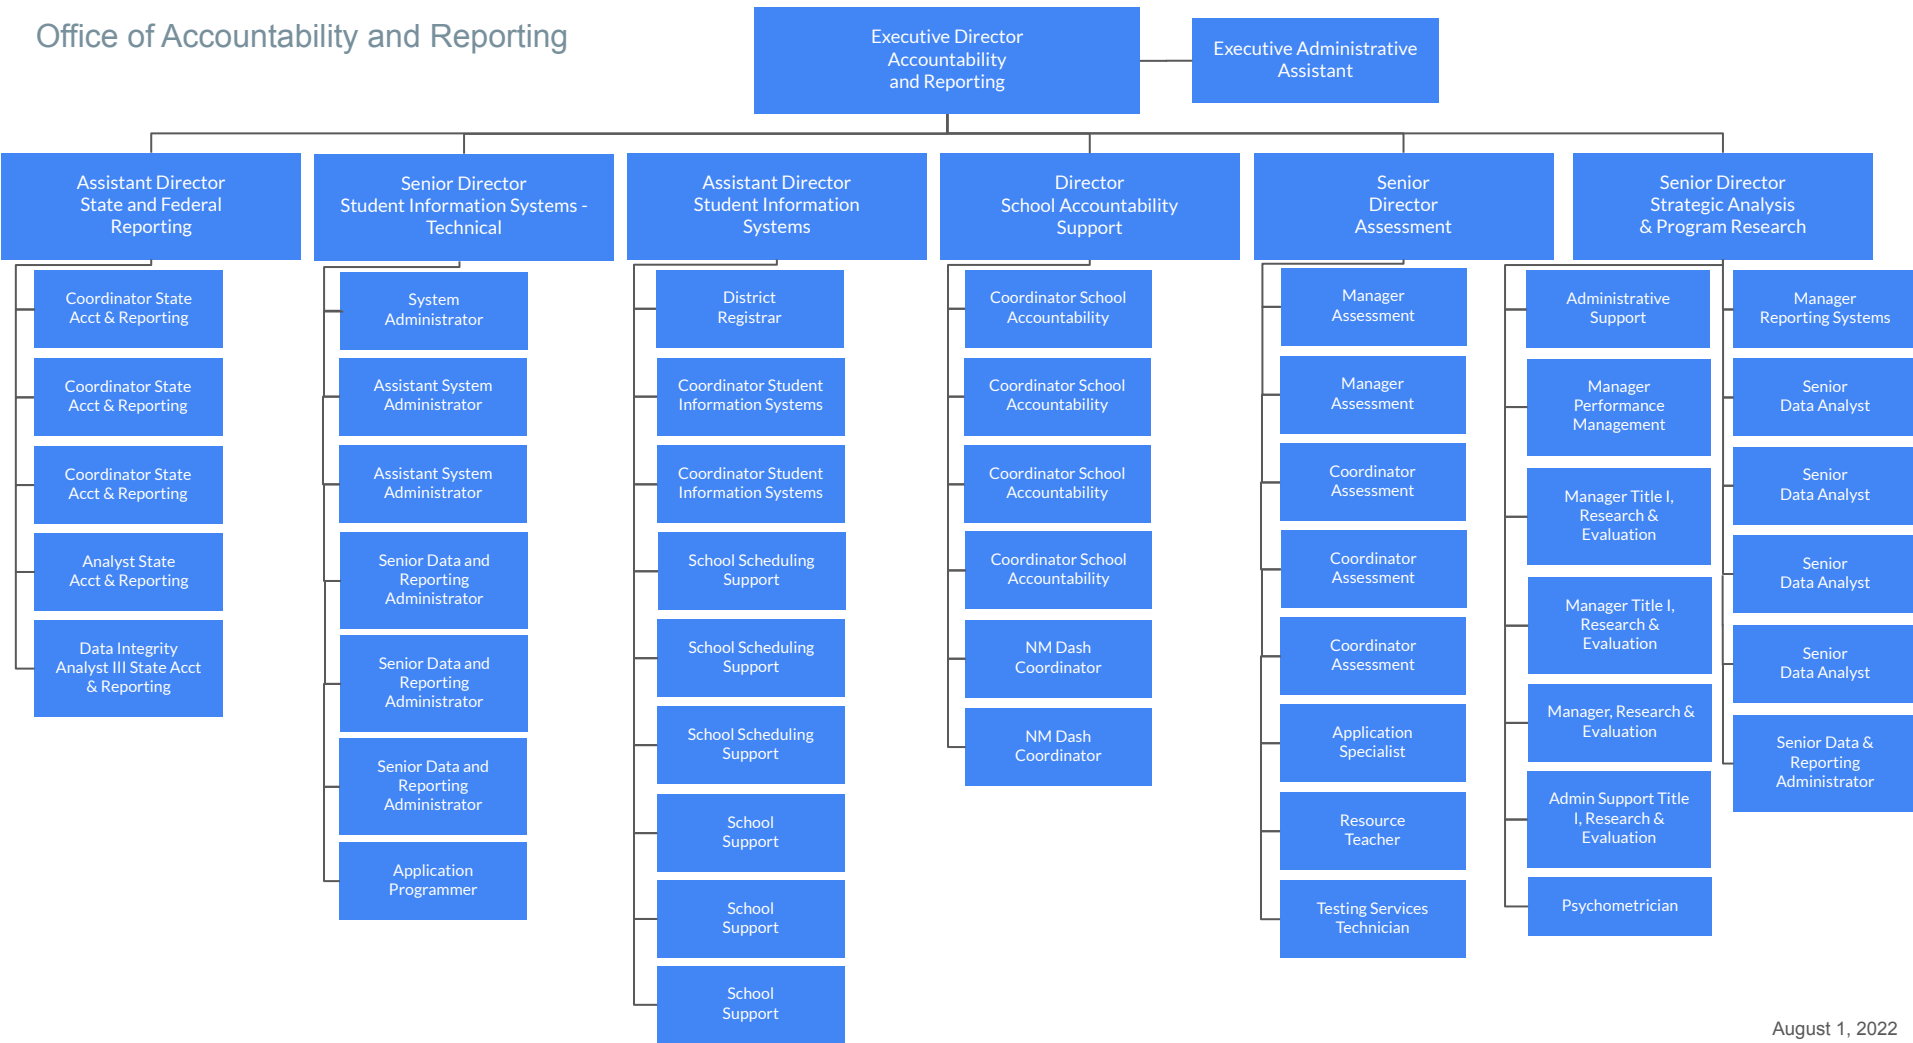 Office of Accountability and Reporting
Executive Director
Accountability
and Reporting
Executive Administrative
Assistant
Assistant Director
State and Federal
Reporting
Coordinator State
Acct & Reporting
Coordinator State
Acct & Reporting
Coordinator State
Acct & Reporting
Analyst State
Acct & Reporting
Data Integrity
Analyst III State Acct
& Reporting
Senior Director
Student Information Systems -
Technical
System
Administrator
Assistant System
Administrator
Assistant System
Administrator
Senior Data and
Reporting
Administrator
Senior Data and
Reporting
Administrator
Senior Data and
Reporting
Administrator
Application
Programmer
Assistant Director
Student Information
Systems
District
Registrar
Coordinator Student
Information Systems
Coordinator Student
Information Systems
School Scheduling
Support
School Scheduling
Support
School Scheduling
Support
School
Support
School
Support
School
Support
Director
School Accountability
Support
Coordinator School
Accountability
Coordinator School
Accountability
Coordinator School
Accountability
Coordinator School
Accountability
NM Dash
Coordinator
NM Dash
Coordinator
Senior
Director
Assessment
Manager
Assessment
Manager
Assessment
Coordinator
Assessment
Coordinator
Assessment
Coordinator
Assessment
Application
Specialist
Resource
Teacher
Testing Services
Technician
Senior Director
Strategic Analysis
& Program Research
Administrative
Support
Manager
Performance
Management
Manager Title I,
Research &
Evaluation
Manager Title I,
Research &
Evaluation
Manager, Research &
Evaluation
Admin Support Title
I, Research &
Evaluation
Psychometrician
Manager
Reporting Systems
Senior
Data Analyst
Senior
Data Analyst
Senior
Data Analyst
Senior
Data Analyst
Senior Data &
Reporting
Administrator
August 1, 2022